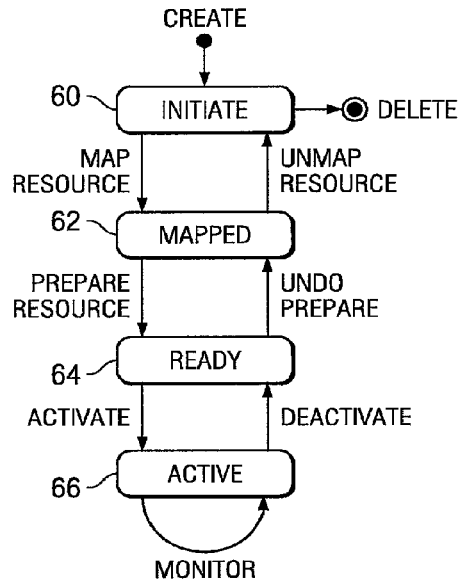 CREATE
60
INITIATE
DELETE
MAP
RESOURCE
UNMAP
RESOURCE
62
MAPPED
PREPARE
RESOURCE
UNDO
PREPARE
64
READY
ACTIVATE
DEACTIVATE
66
ACTIVE
MONITOR